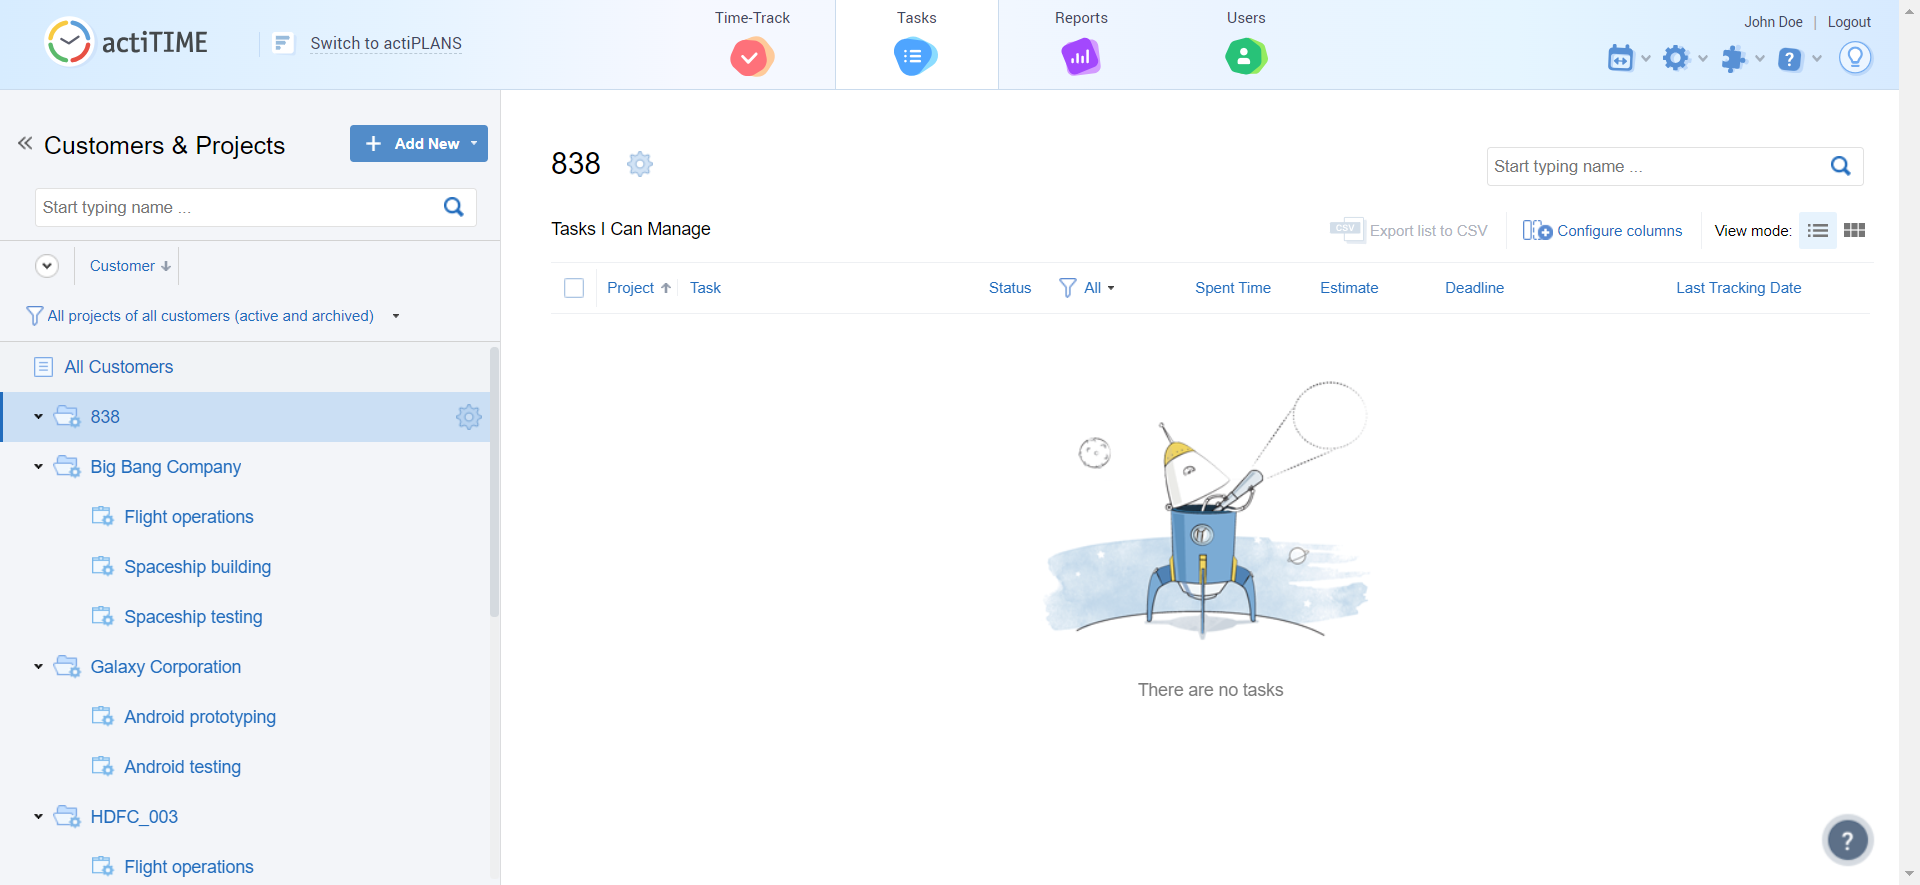 actiTIME
Switch to actiPLANS
Time-Track
Tasks
Reports
Users
John Doe | Logout
Customers & Projects
+ Add New
Start typing name ...
Customer
All projects of all customers (active and archived)
All Customers
838
Big Bang Company
Flight operations
Spaceship building
Spaceship testing
Galaxy Corporation
Android prototyping
Android testing
HDFC_003
Flight operations
838
Start typing name ...
Tasks I Can Manage
CSV Export list to CSV
Configure columns
View mode:
Project Task Status All Spent Time Estimate Deadline Last Tracking Date
There are no tasks
?